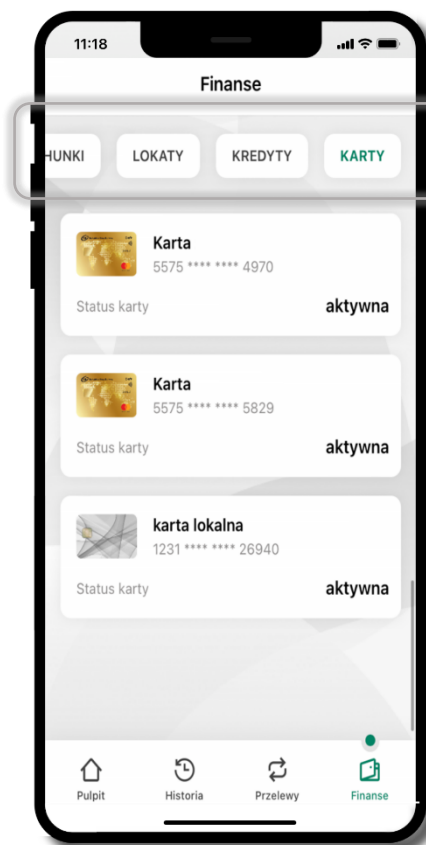 11:18
Finanse
HUNKI LOKATY KREDYTY KARTY
Karta
5575 **** **** 4970
Status karty aktywna
Karta
5575 **** **** 5829
Status karty aktywna
karta lokalna
1231 **** **** 26940
Status karty aktywna
Pulpit Historia Przelewy Finanse